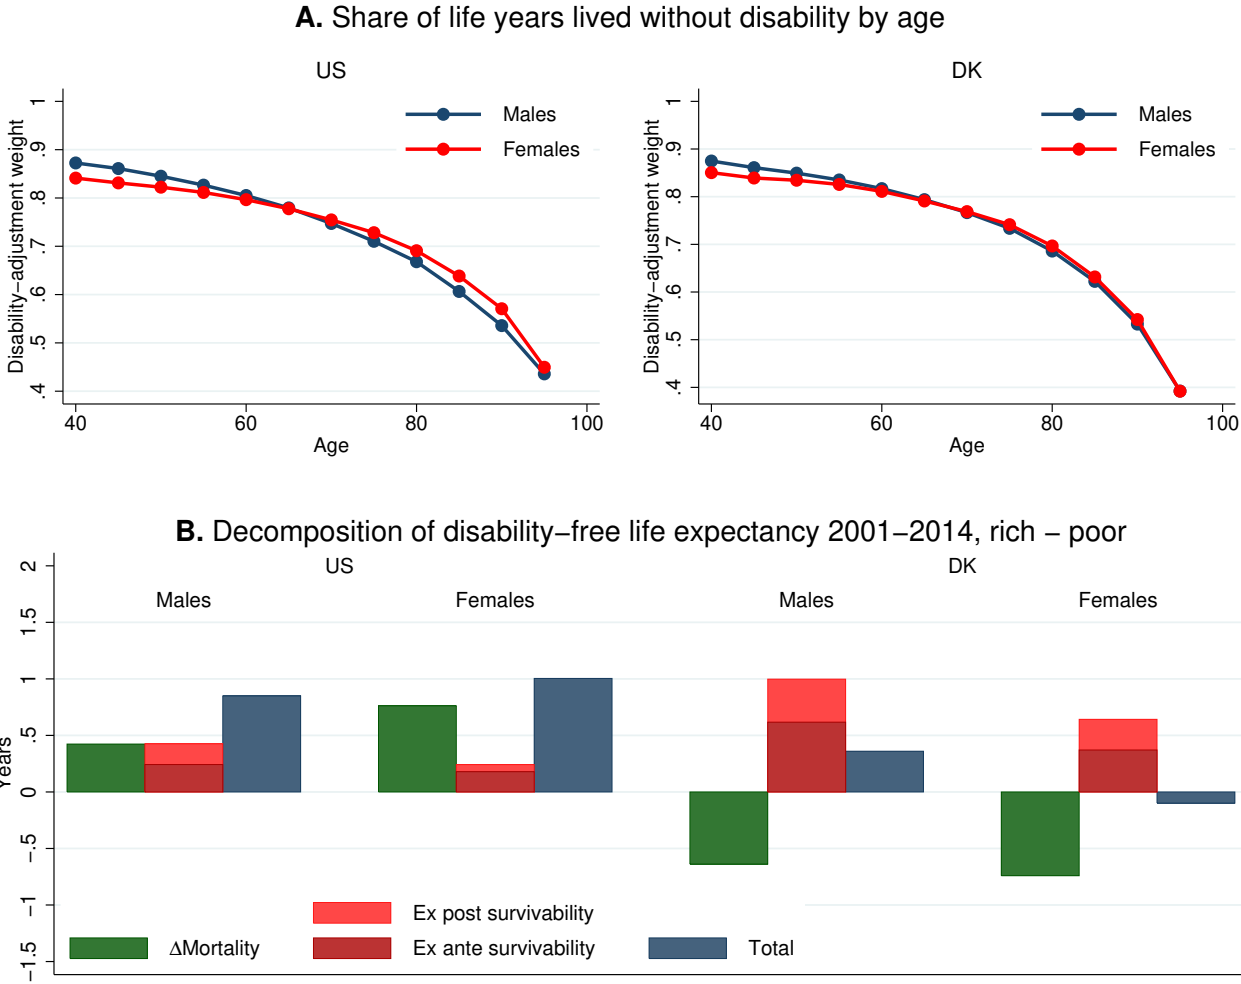 A. Share of life years lived without disability by age
US
DK
Disability−adjustment weight
.4 .5 .6 .7 .8 .9 1
Males
Females
40 60 80 100
Age
Disability−adjustment weight
.4 .5 .6 .7 .8 .9 1
Males
Females
40 60 80 100
Age
B. Decomposition of disability−free life expectancy 2001−2014, rich − poor
US
DK
Males
Females
Males
Females
Years
−1.5 −1 −.5 0 .5 1 1.5 2
Ex post survivability
ΔMortality
Ex ante survivability
Total